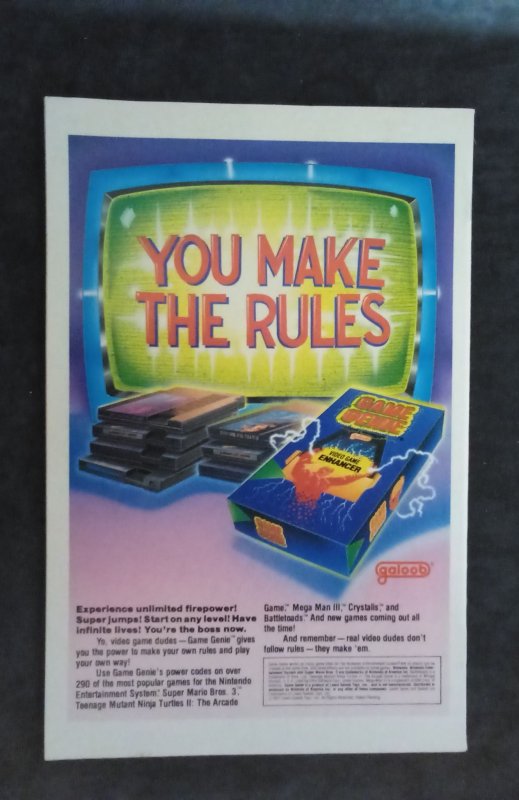 YOU MAKE
THE RULES
GAME
GENIE
VIDEO GAME
ENHANCER
galoob
Experience unlimited firepower!
Super jumps! Start on any level! Have
infinite lives! You're the boss now.
Yo, video game dudes — Game Genie™ gives
you the power to make your own rules and play
your own way!
Use Game Genie's power codes on over
290 of the most popular games for the Nintendo
Entertainment System,® Super Mario Bros. 3,™
Teenage Mutant Ninja Turtles II: The Arcade
Game,™ Mega Man III,™ Crystalis,™ and
Battletoads.™ And new games coming out all
the time!
And remember — real video dudes don't
follow rules — they make 'em.